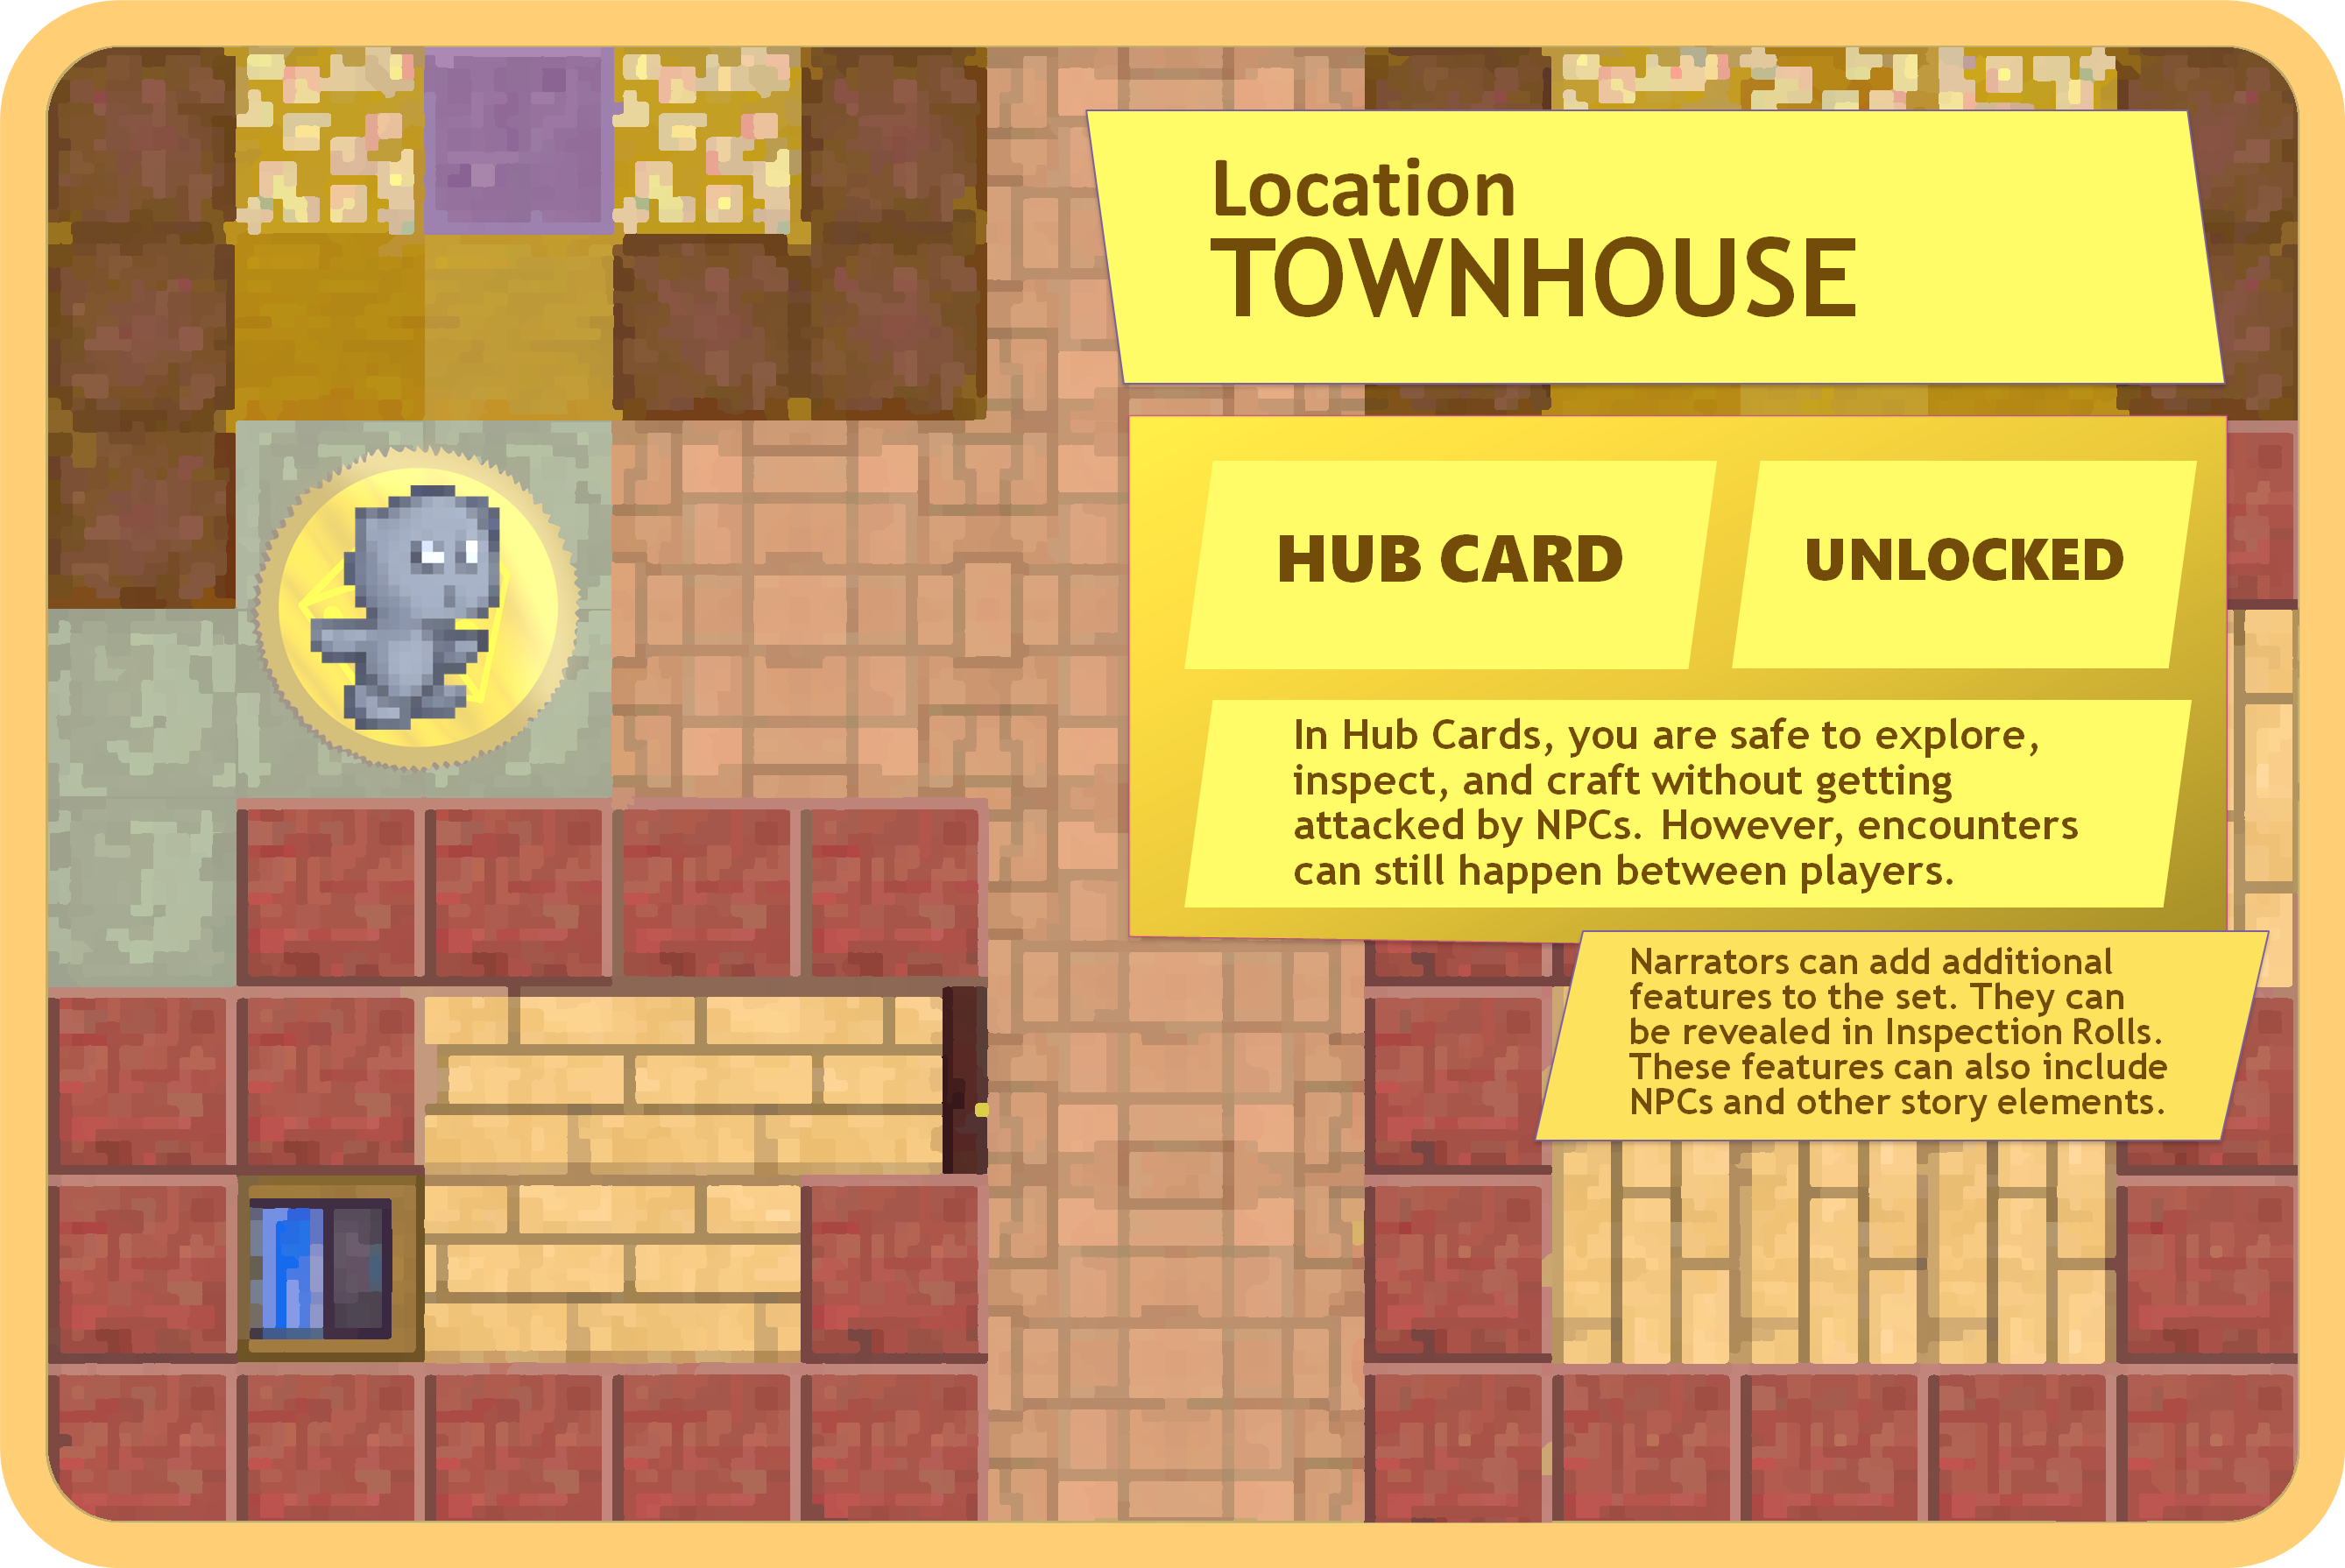 Location
TOWNHOUSE
HUB CARD
UNLOCKED
In Hub Cards, you are safe to explore,
inspect, and craft without getting
attacked by NPCs. However, encounters
can still happen between players.
Narrators can add additional
features to the set. They can
be revealed in Inspection Rolls.
These features can also include
NPCs and other story elements.